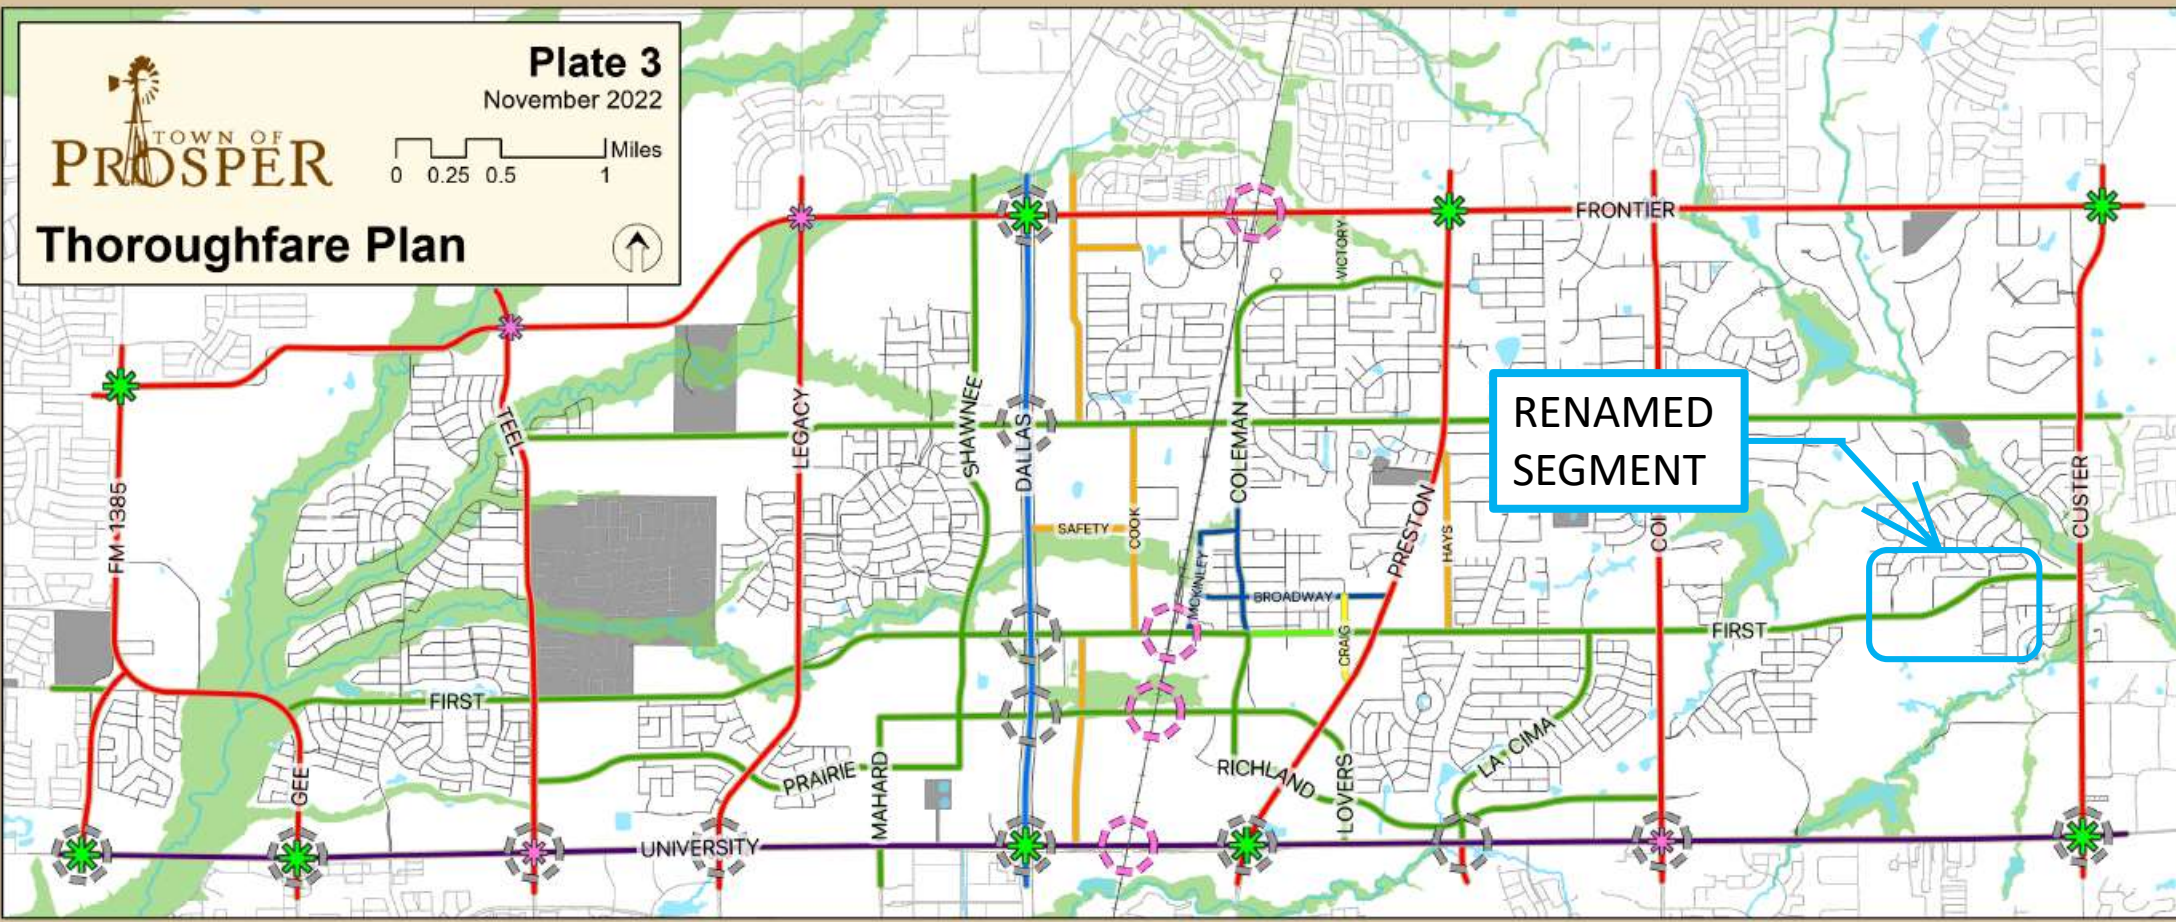 Plate 3
November 2022
TOWN OF
PROSPER
Miles
0 0.25 0.5 1
Thoroughfare Plan
FRONTIER
VICTORY
RENAMED
SEGMENT
TEEL
LEGACY
SHAWNEE
DALLAS
COLEMAN
FM 1385
SAFETY
COOK
PRESTON
HAYS
CUSTER
MCKINLEY
BROADWAY
CRAIG
FIRST
FIRST
GEE
PRAIRIE
MAHARD
RICHLAND
LOVERS
LA CIMA
UNIVERSITY